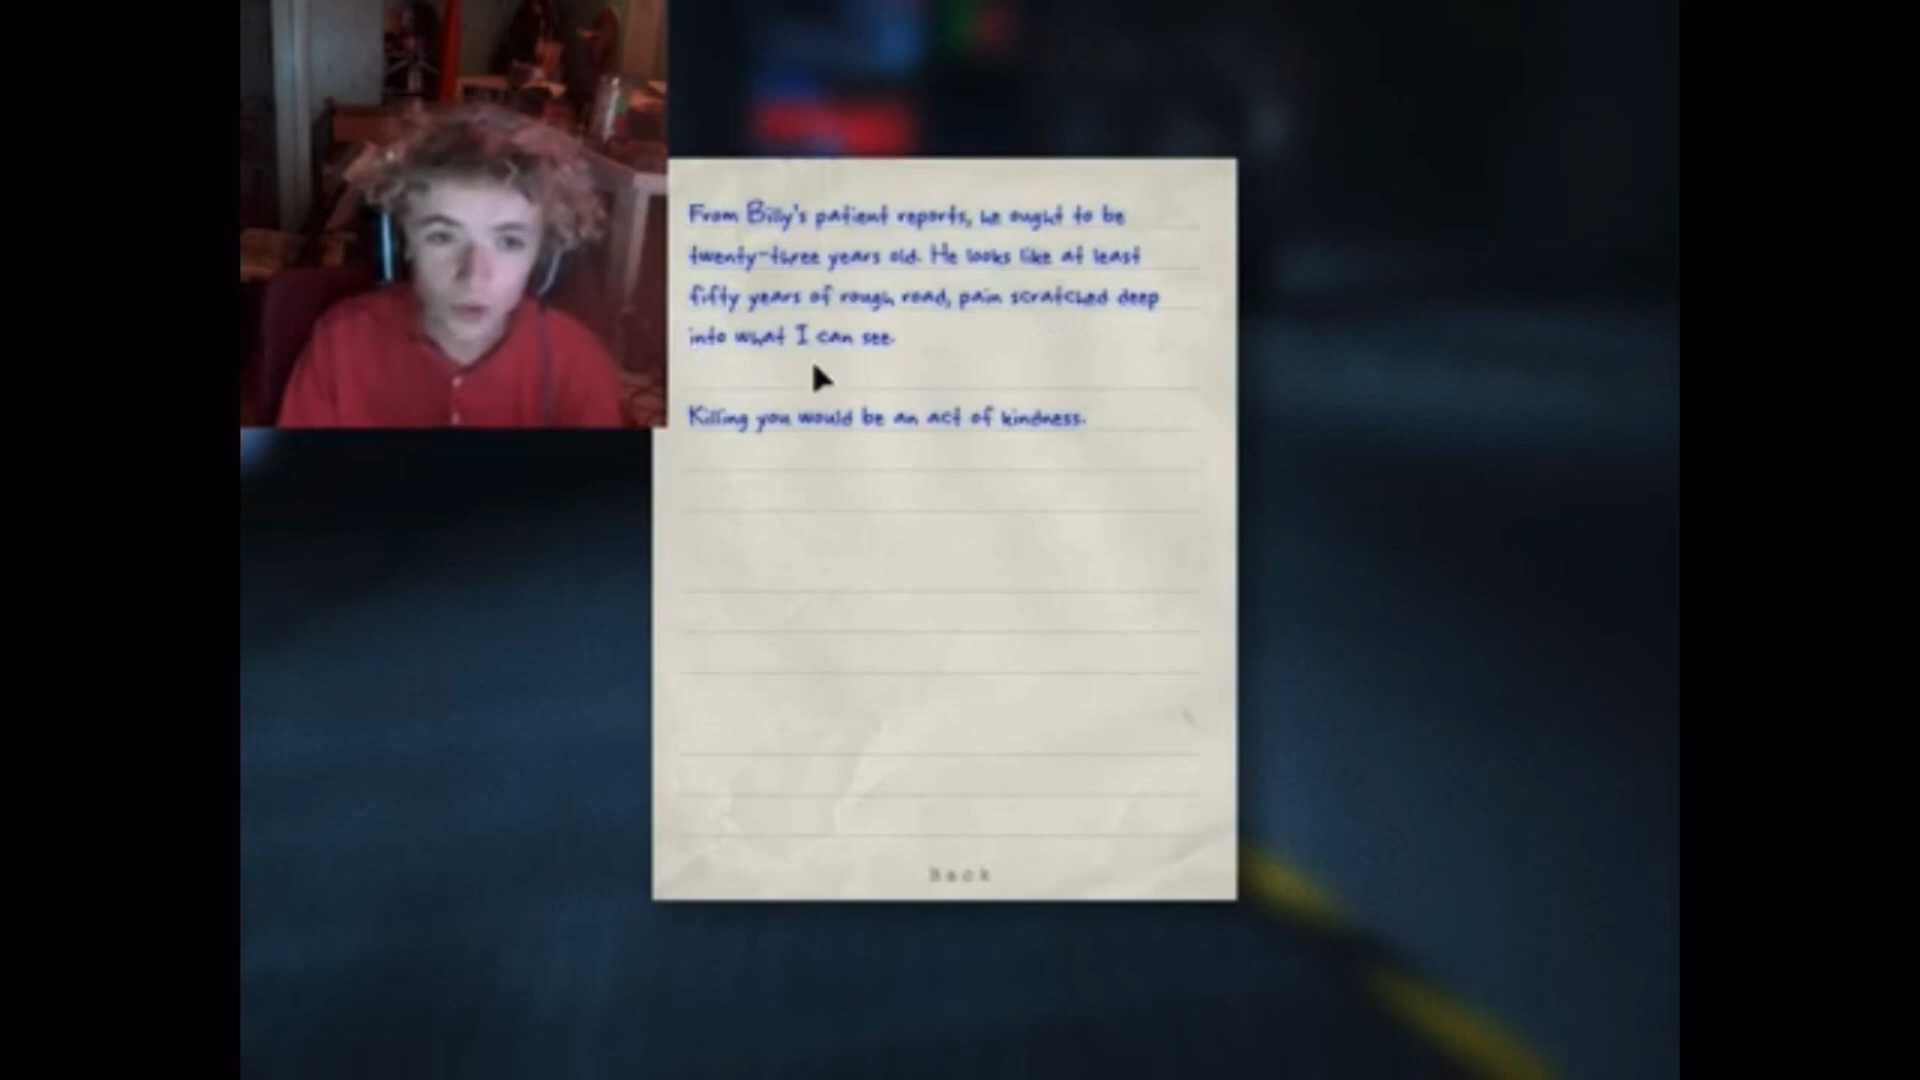 From Billy's patient reports, he ought to be
twenty-three years old. He looks like at least
fifty years of rough road, pain scratched deep
into what I can see.
Killing you would be an act of kindness.
Back